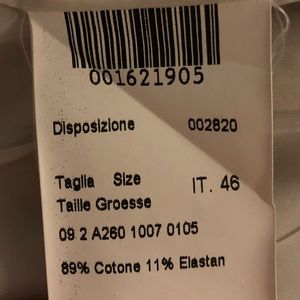 001621905
Disposizione 002820
Taglia Size IT. 46
Taille Groesse
09 2 A260 1007 0105
89% Cotone 11% Elastan